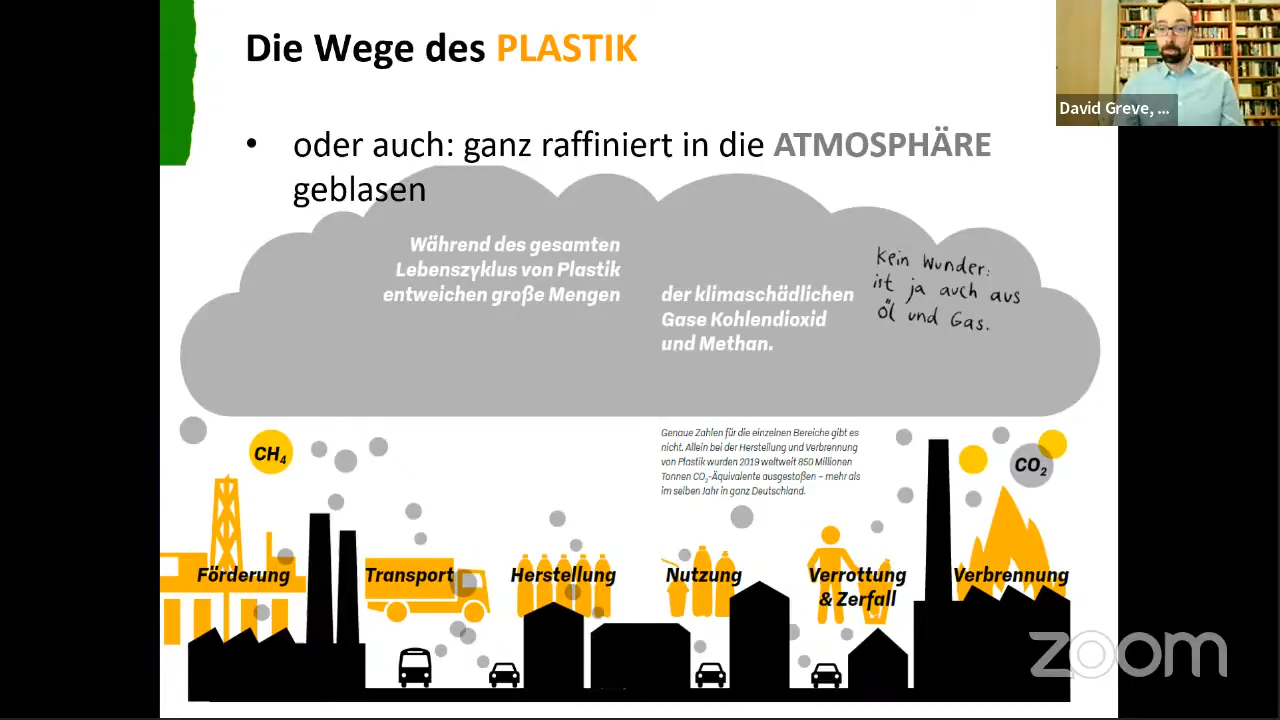 Die Wege des PLASTIK
David Greve, ...
• oder auch: ganz raffiniert in die ATMOSPHÄRE
geblasen
Während des gesamten
Lebenszyklus von Plastik
entweichen große Mengen
der klimaschädlichen
Gase Kohlendioxid
und Methan.
Kein Wunder:
ist ja auch aus
Öl und Gas.
Genaue Zahlen für die einzelnen Bereiche gibt es
nicht. Allein bei der Herstellung und Verbrennung
von Plastik wurden 2019 weltweit 850 Millionen
Tonnen CO₂-Äquivalente ausgestoßen – mehr als
im selben Jahr in ganz Deutschland.
CH₄
CO₂
Förderung
Transport
Herstellung
Nutzung
Verrottung
& Zerfall
Verbrennung
zoom